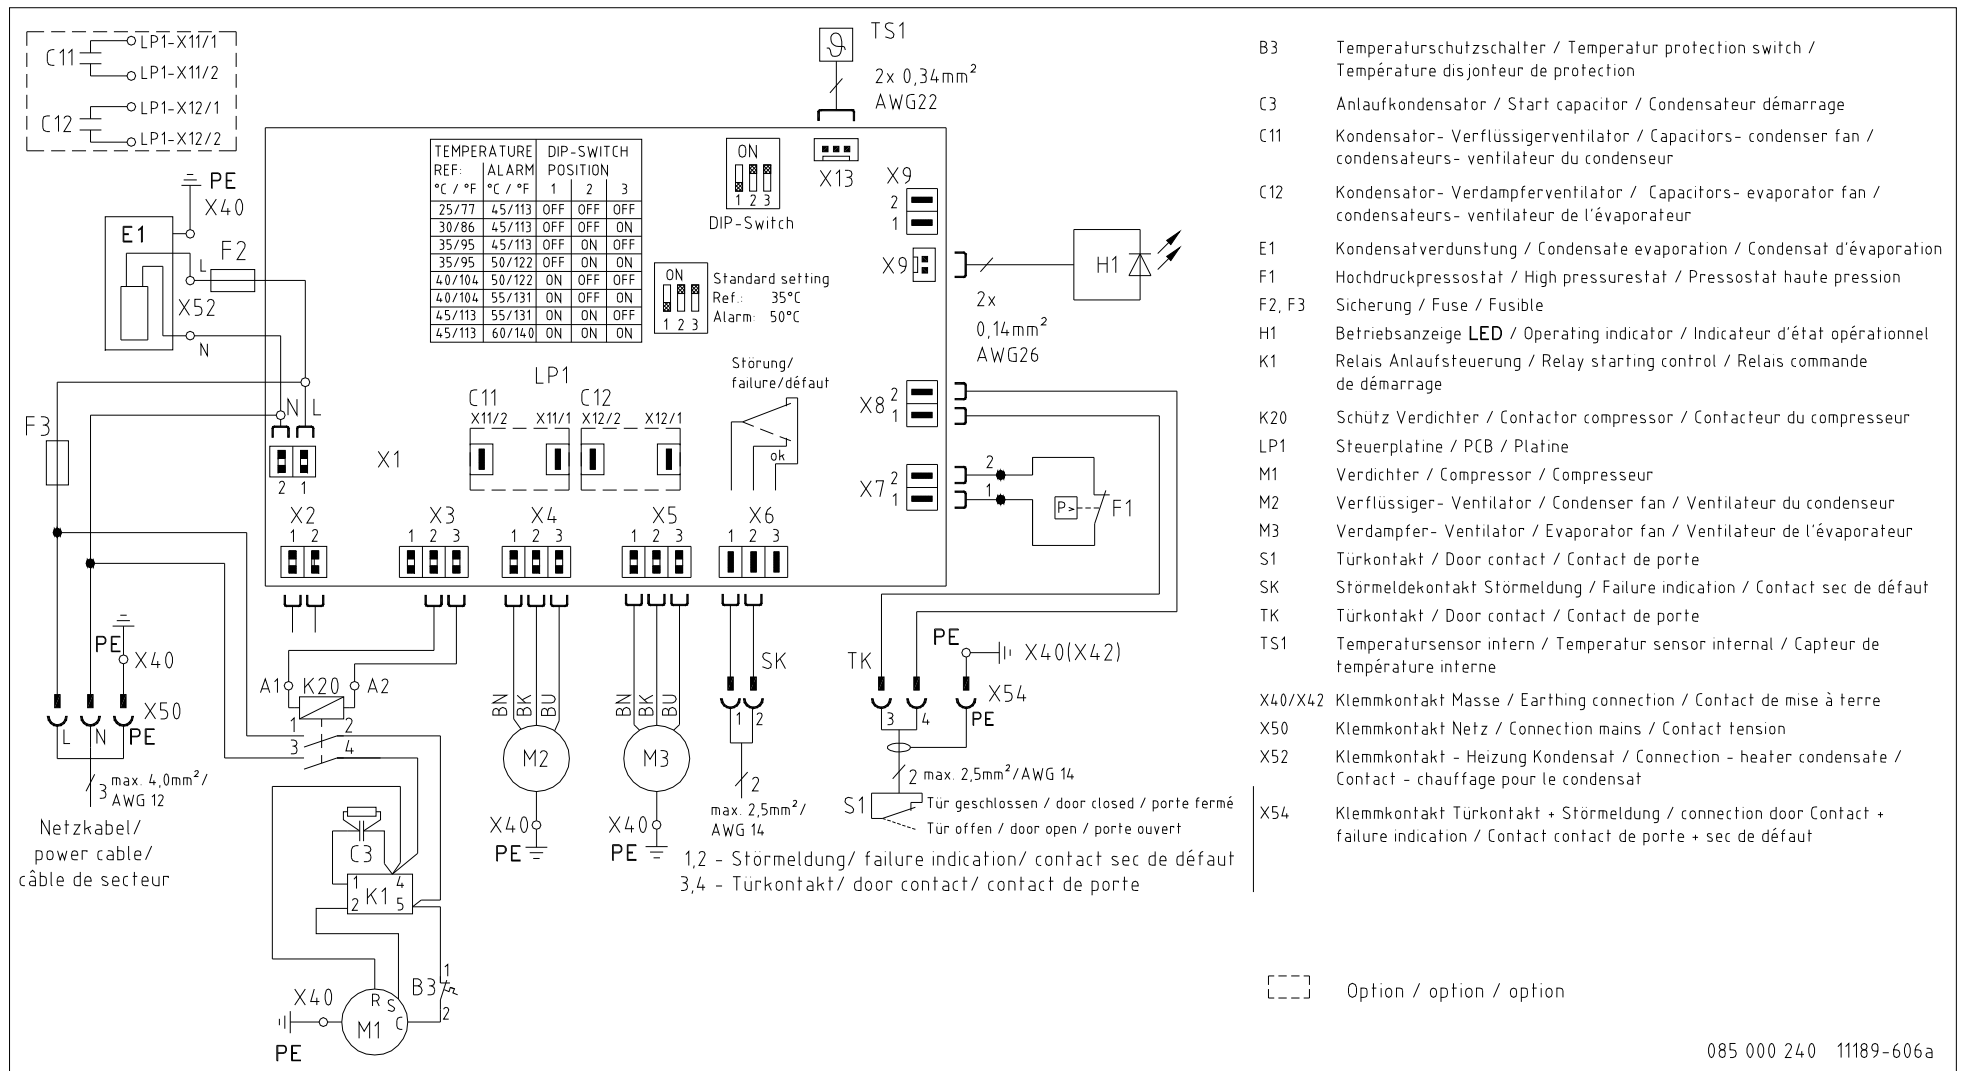 C11
LP1-X11/1
LP1-X11/2
C12
LP1-X12/1
LP1-X12/2
TS1
2x 0,34mm²
AWG22
X13
TEMPERATURE DIP-SWITCH
REF: ALARM POSITION
°C / °F °C / °F 1 2 3
25/77 45/113 OFF OFF OFF
30/86 45/113 OFF OFF ON
35/95 45/113 OFF ON OFF
35/95 50/122 OFF ON ON
40/104 50/122 ON OFF OFF
40/104 55/131 ON OFF ON
45/113 55/131 ON ON OFF
45/113 60/140 ON ON ON
ON
1 2 3
DIP-Switch
ON
1 2 3
Standard setting
Ref.: 35°C
Alarm: 50°C
PE
X40
E1
L
F2
X52
N
X9
2
1
X9
H1
2x
0,14mm²
AWG26
Störung/
failure/défaut
ok
LP1
C11
X11/2 X11/1
C12
X12/2 X12/1
X8
2
1
X7
2
1
2
1
P>
F1
F3
N L
X1
2 1
X2
1 2
X3
1 2 3
X4
1 2 3
X5
1 2 3
X6
1 2 3
PE
X40
X50
L N PE
3 max. 4,0mm²/
AWG 12
Netzkabel/
power cable/
câble de secteur
A1 K20 A2
1 2
3 4
C3
1 4
K1
2 5
B3
1
2
X40
PE
R S C
M1
BN BK BU
M2
X40
PE
BN BK BU
M3
X40
PE
SK
1 2
2
max. 2,5mm²/
AWG 14
TK
3 4
PE
X40(X42)
X54
PE
2 max. 2,5mm²/AWG 14
S1
Tür geschlossen / door closed / porte fermé
Tür offen / door open / porte ouvert
1,2 - Störmeldung/ failure indication/ contact sec de défaut
3,4 - Türkontakt/ door contact/ contact de porte
B3 Temperaturschutzschalter / Temperatur protection switch /
Température disjonteur de protection
C3 Anlaufkondensator / Start capacitor / Condensateur démarrage
C11 Kondensator- Verflüssigerventilator / Capacitors- condenser fan /
condensateurs- ventilateur du condenseur
C12 Kondensator- Verdampferventilator / Capacitors- evaporator fan /
condensateurs- ventilateur de l'évaporateur
E1 Kondensatverdunstung / Condensate evaporation / Condensat d'évaporation
F1 Hochdruckpressostat / High pressurestat / Pressostat haute pression
F2, F3 Sicherung / Fuse / Fusible
H1 Betriebsanzeige LED / Operating indicator / Indicateur d'état opérationnel
K1 Relais Anlaufsteuerung / Relay starting control / Relais commande
de démarrage
K20 Schütz Verdichter / Contactor compressor / Contacteur du compresseur
LP1 Steuerplatine / PCB / Platine
M1 Verdichter / Compressor / Compresseur
M2 Verflüssiger- Ventilator / Condenser fan / Ventilateur du condenseur
M3 Verdampfer- Ventilator / Evaporator fan / Ventilateur de l'évaporateur
S1 Türkontakt / Door contact / Contact de porte
SK Störmeldekontakt Störmeldung / Failure indication / Contact sec de défaut
TK Türkontakt / Door contact / Contact de porte
TS1 Temperatursensor intern / Temperatur sensor internal / Capteur de
température interne
X40/X42 Klemmkontakt Masse / Earthing connection / Contact de mise à terre
X50 Klemmkontakt Netz / Connection mains / Contact tension
X52 Klemmkontakt - Heizung Kondensat / Connection - heater condensate /
Contact - chauffage pour le condensat
X54 Klemmkontakt Türkontakt + Störmeldung / connection door Contact +
failure indication / Contact contact de porte + sec de défaut
Option / option / option
085 000 240 11189-606a